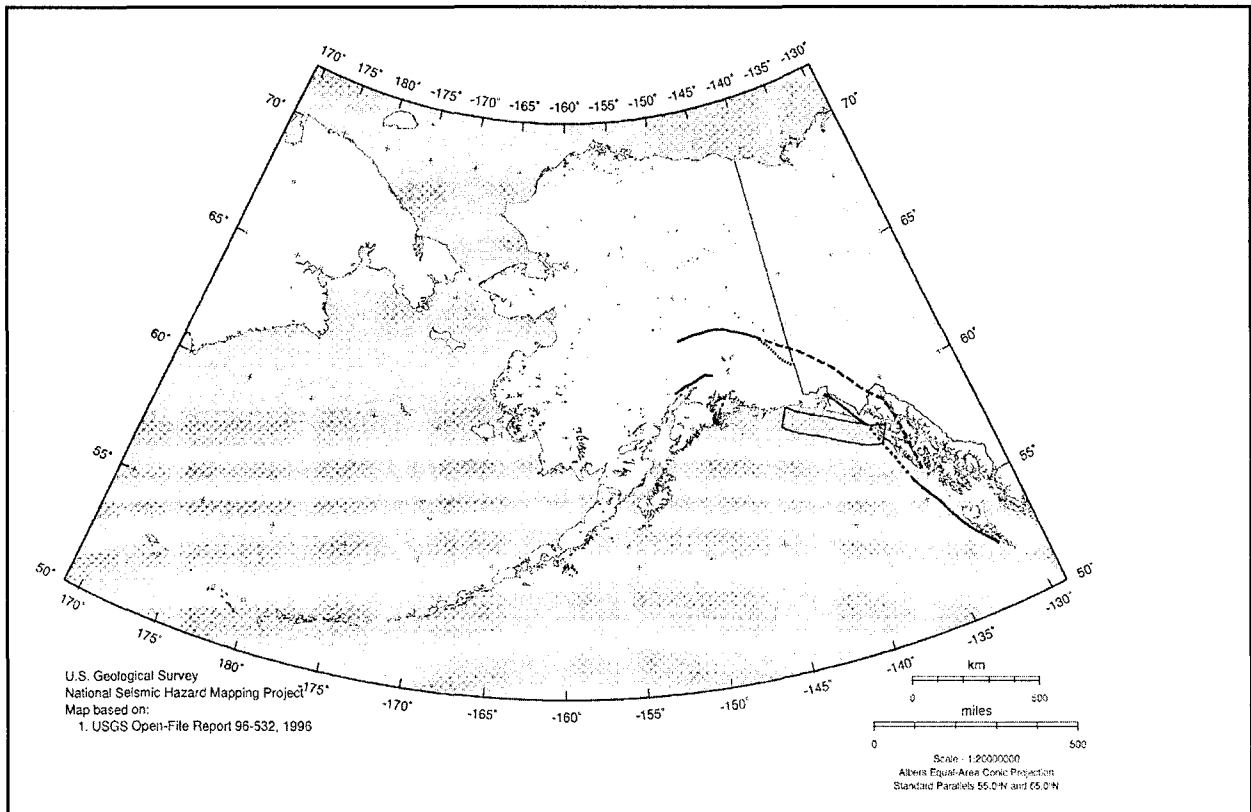 170° 175° 180° -175° -170° -165° -160° -155° -150° -145° -140° -135° -130°
70° 70°
65° 65°
60° 60°
55° 55°
50° 50°
170° 175° 180° -175° -170° -165° -160° -155° -150° -145° -140° -135° -130°
U.S. Geological Survey
National Seismic Hazard Mapping Project
Map based on:
1. USGS Open-File Report 96-532, 1996
km
0 500
miles
0 500
Scale - 1:20000000
Albers Equal-Area Conic Projection
Standard Parallels 55.0°N and 65.0°N